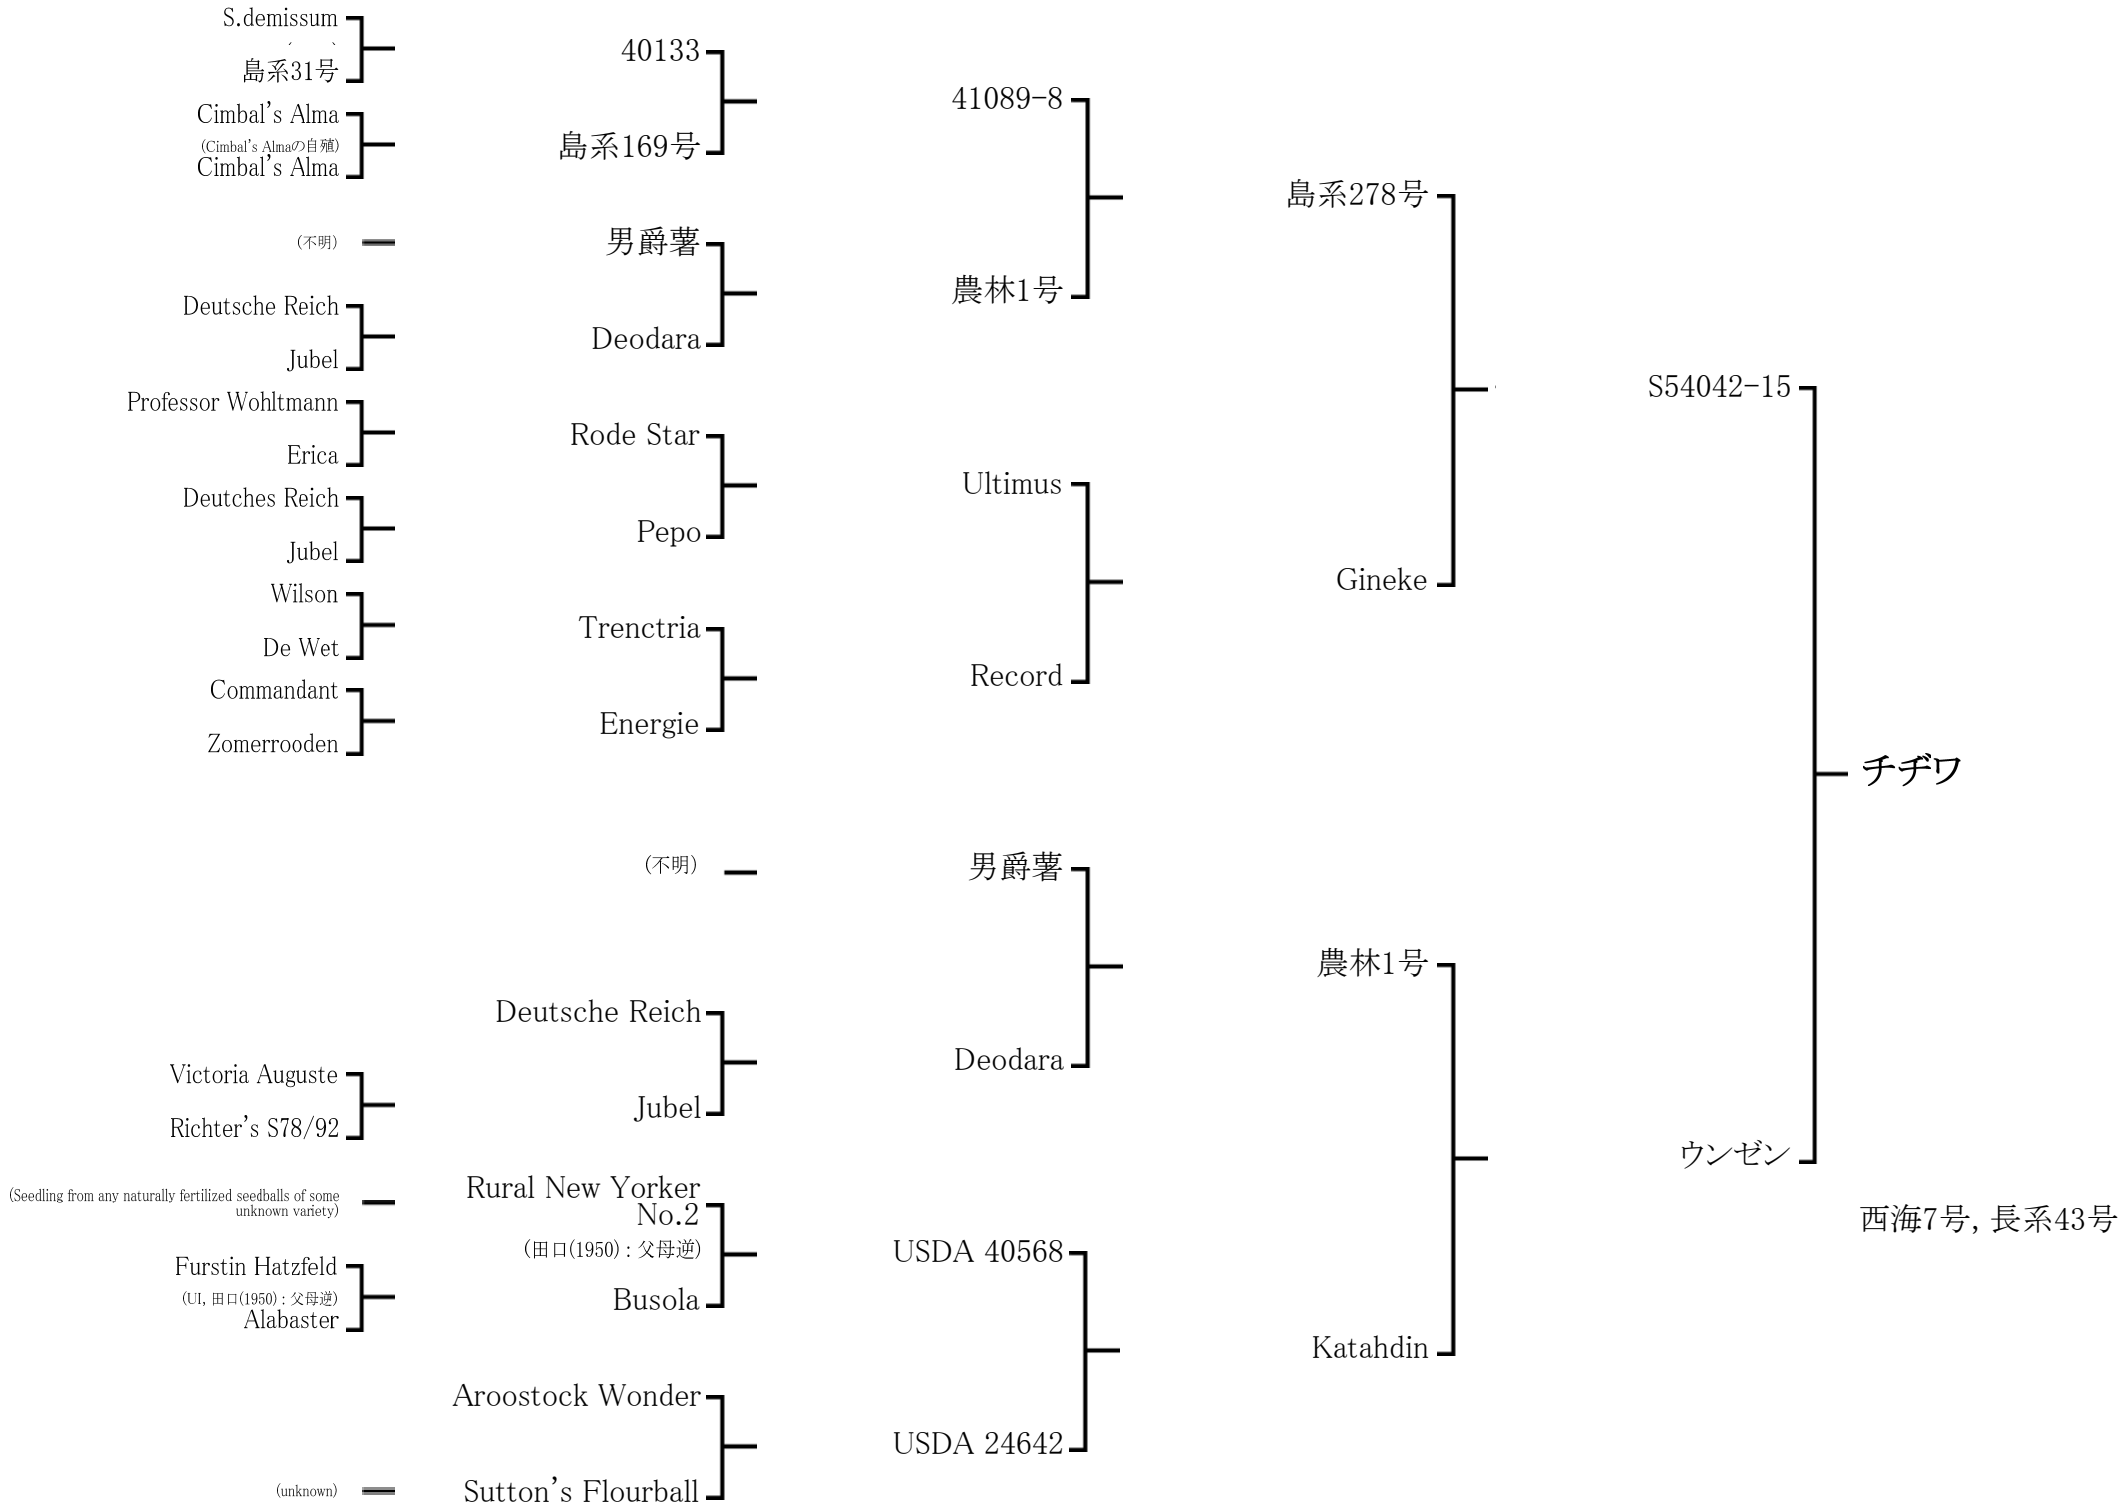 S.demissum
島系31号
Cimbal's Alma
(Cimbal's Almaの自殖)
Cimbal's Alma
(不明)
Deutsche Reich
Jubel
Professor Wohltmann
Erica
Deutches Reich
Jubel
Wilson
De Wet
Commandant
Zomerrooden
Victoria Auguste
Richter's S78/92
(Seedling from any naturally fertilized seedballs of some
unknown variety)
Furstin Hatzfeld
(UI, 田口(1950) : 父母逆)
Alabaster
(unknown)
40133
島系169号
男爵薯
Deodara
Rode Star
Pepo
Trenctria
Energie
(不明)
Deutsche Reich
Jubel
Rural New Yorker
No.2
(田口(1950) : 父母逆)
Busola
Aroostock Wonder
Sutton's Flourball
41089-8
農林1号
Ultimus
Record
男爵薯
Deodara
USDA 40568
USDA 24642
島系278号
Gineke
農林1号
Katahdin
S54042-15
ウンゼン
チヂワ
西海7号, 長系43号